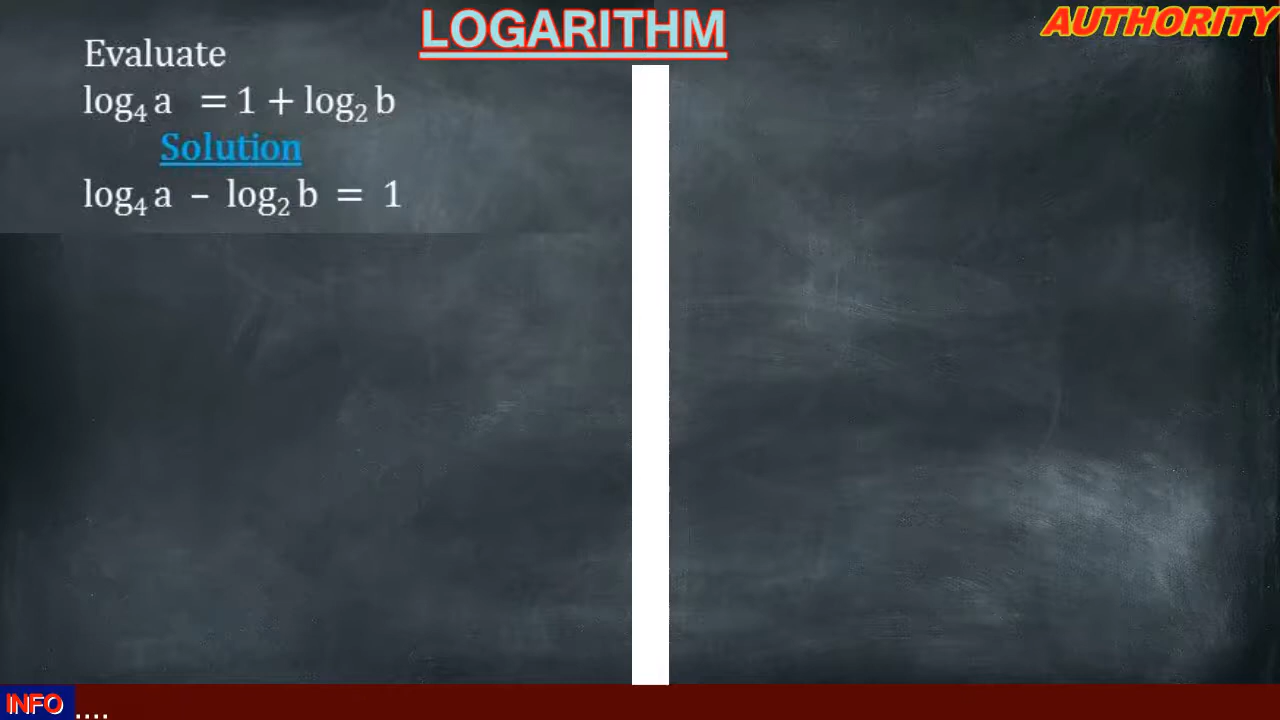 LOGARITHM
AUTHORITY
Evaluate
log₄ a = 1 + log₂ b
Solution
log₄ a – log₂ b = 1
INFO ....